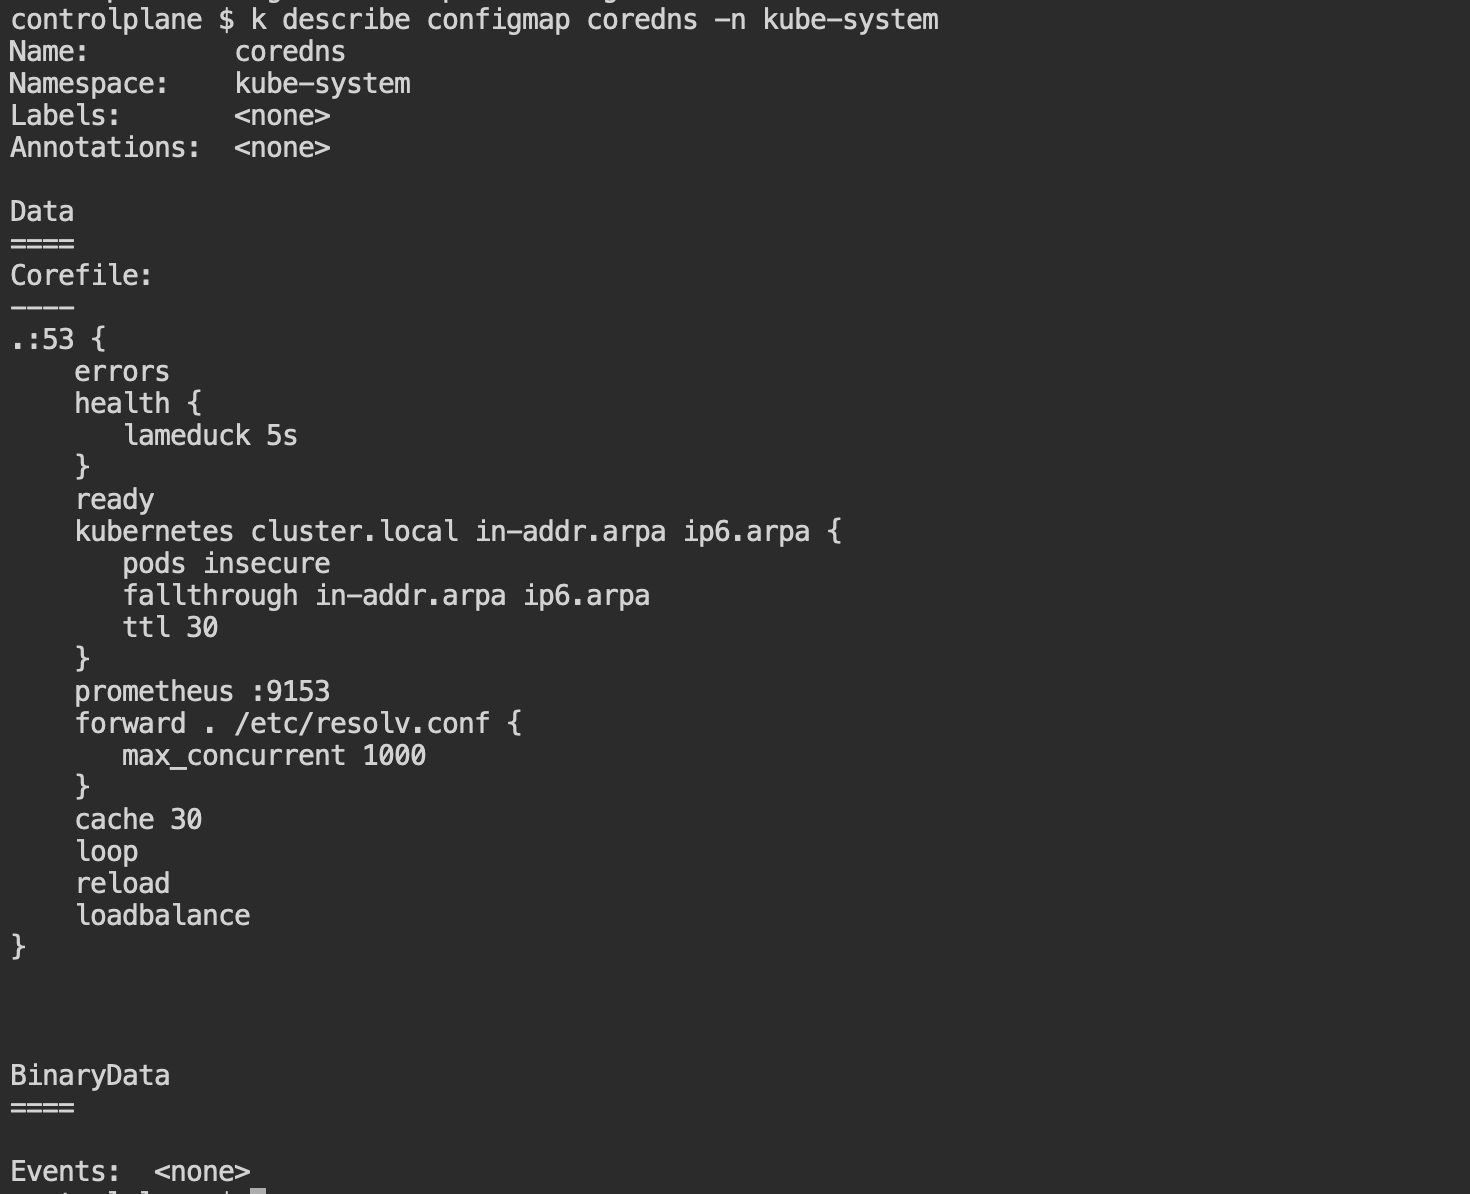 controlplane $ k describe configmap coredns -n kube-system
Name:         coredns
Namespace:    kube-system
Labels:       <none>
Annotations:  <none>

Data
====
Corefile:
----
.:53 {
    errors
    health {
       lameduck 5s
    }
    ready
    kubernetes cluster.local in-addr.arpa ip6.arpa {
       pods insecure
       fallthrough in-addr.arpa ip6.arpa
       ttl 30
    }
    prometheus :9153
    forward . /etc/resolv.conf {
       max_concurrent 1000
    }
    cache 30
    loop
    reload
    loadbalance
}

BinaryData
====

Events:  <none>